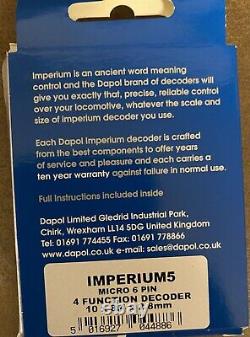 Imperium is an ancient word meaning
control and the Dapol brand of decoders will
give you exactly that, precise, reliable control
over your locomotive, whatever the scale and
size of imperium decoder you use.
Each Dapol Imperium decoder is crafted
from the best components to offer years
of service and pleasure and each carries a
ten year warranty against failure in normal use.
Full Instructions included inside
Dapol Limited Gledrid Industrial Park,
Chirk, Wrexham LL14 5DG United Kingdom
Tel 01691 774455 Fax: 01691 778866
www.dapol.co.uk e-mail: sales@dapol.co.uk
IMPERIUM5
MICRO 6 PIN
4 FUNCTION DECODER
5 016927 044886